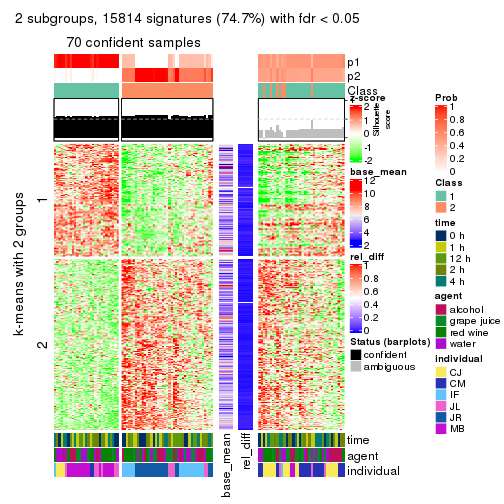 2 subgroups, 15814 signatures (74.7%) with fdr < 0.05
70 confident samples
p1
p2
Class
Silhouette
score
k-means with 2 groups
1
2
z-score
2
1
0
-1
-2
base_mean
12
10
8
6
4
2
rel_diff
1
0.8
0.6
0.4
0.2
0
Status (barplots)
confident
ambiguous
Prob
1
0.8
0.6
0.4
0.2
0
Class
1
2
time
0 h
1 h
12 h
2 h
4 h
agent
alcohol
grape juice
red wine
water
individual
CJ
CM
IF
JL
JR
MB
time
agent
individual
base_mean
rel_diff